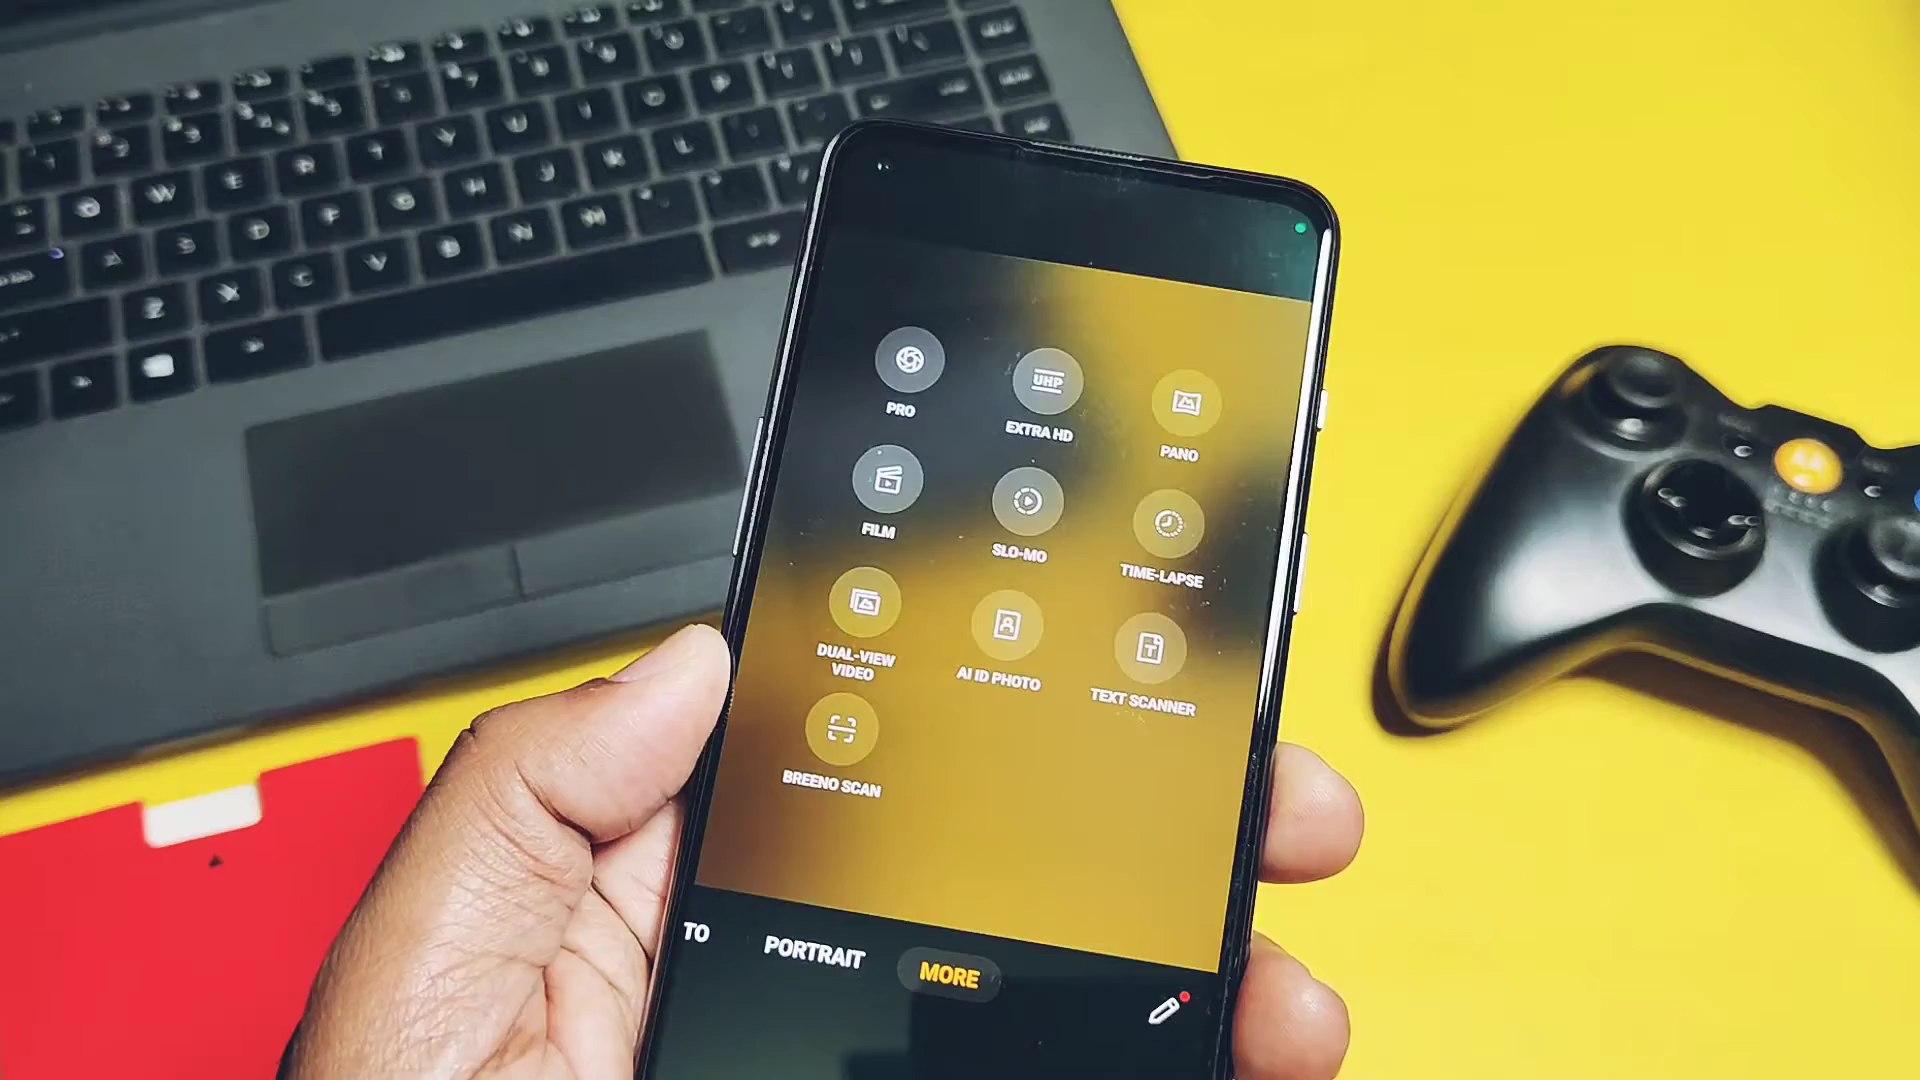 PRO
UHP
EXTRA HD
PANO
FILM
SLO-MO
TIME-LAPSE
DUAL-VIEW
VIDEO
AI ID PHOTO
T
TEXT SCANNER
BREENO SCAN
TO
PORTRAIT
MORE
W
E
R
T
Y
U
I
O
P
A
S
D
F
G
H
J
K
L
Z
X
C
V
B
N
M